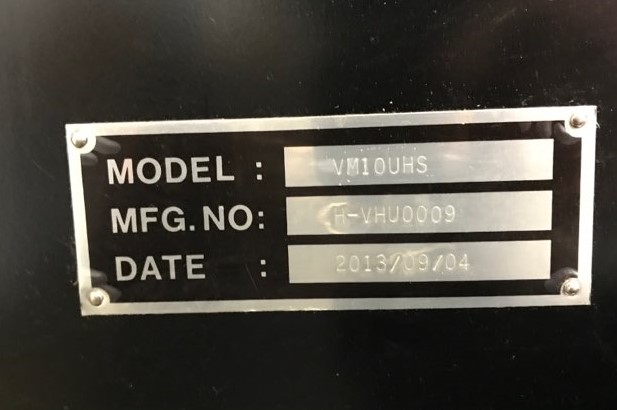 MODEL : VM10UHS
MFG.NO: H-VHU0009
DATE : 2013/09/04